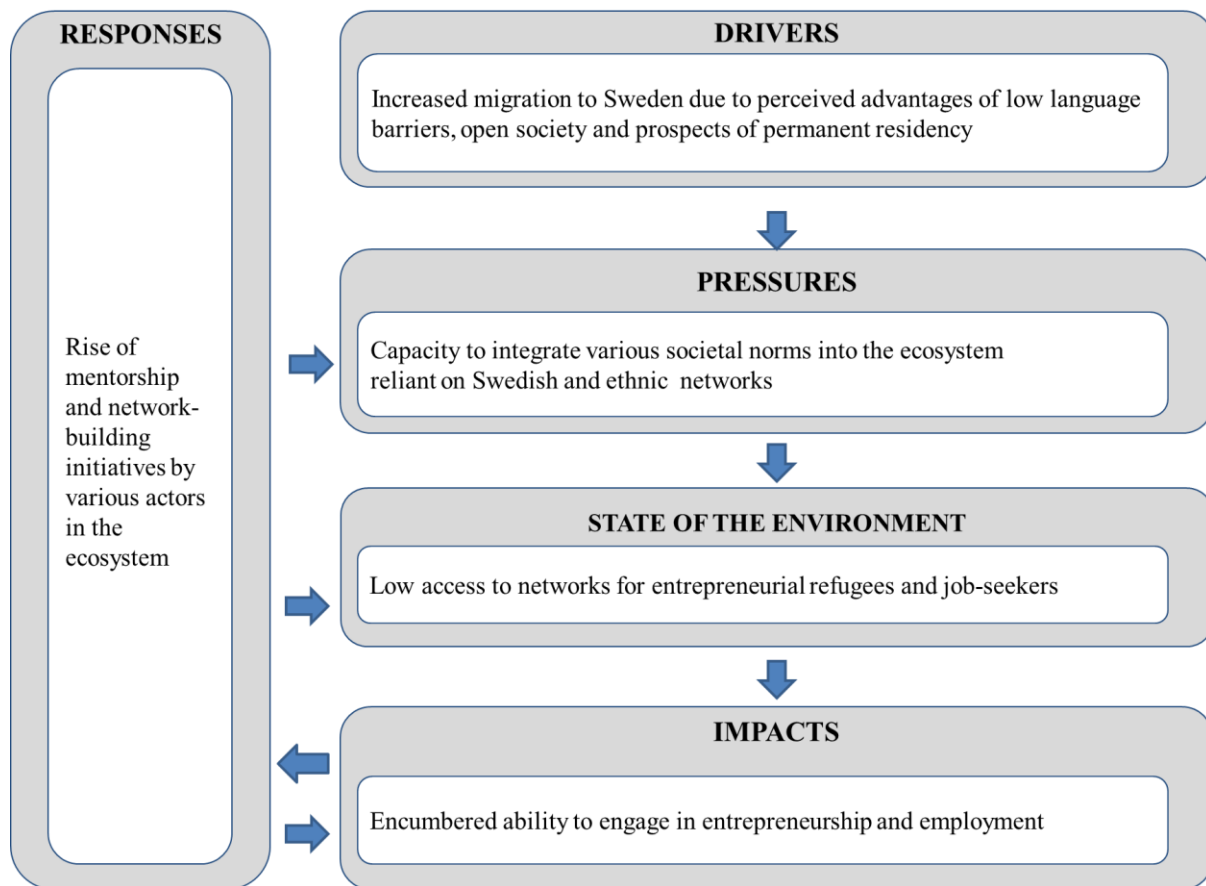 RESPONSES
Rise of
mentorship
and network-
building
initiatives by
various actors
in the
ecosystem
DRIVERS
Increased migration to Sweden due to perceived advantages of low language
barriers, open society and prospects of permanent residency
PRESSURES
Capacity to integrate various societal norms into the ecosystem
reliant on Swedish and ethnic networks
STATE OF THE ENVIRONMENT
Low access to networks for entrepreneurial refugees and job-seekers
IMPACTS
Encumbered ability to engage in entrepreneurship and employment